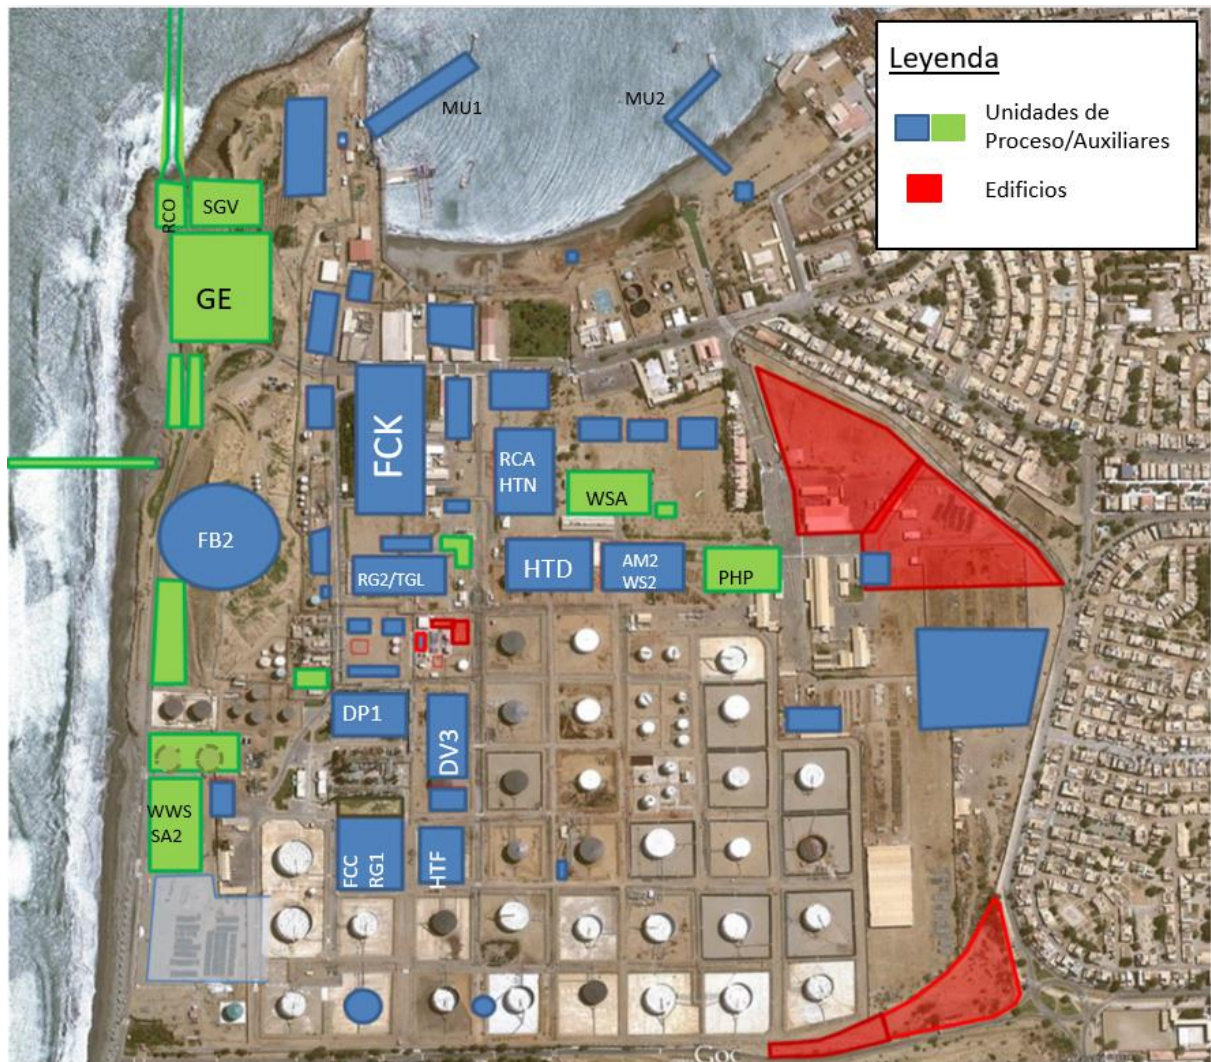 Leyenda
Unidades de
Proceso/Auxiliares
Edificios
MU1
MU2
RCO
SGV
GE
FCK
RCA
HTN
WSA
FB2
RG2/TGL
HTD
AM2
WS2
PHP
DP1
DV3
WWS
SA2
FCC
RG1
HTF
Goc